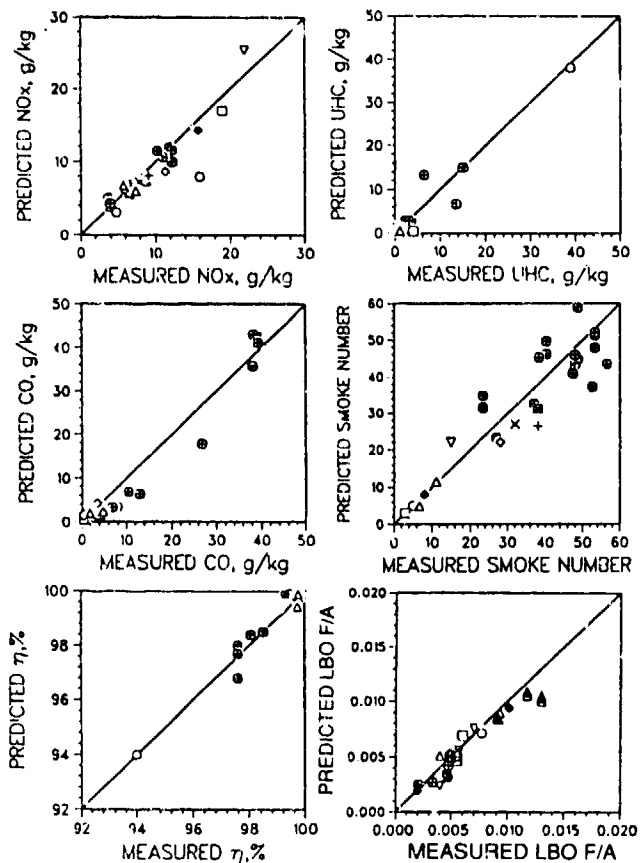 PREDICTED NOx, g/kg
30
20
10
0
0 10 20 30
MEASURED NOx, g/kg
PREDICTED UHC, g/kg
50
40
30
20
10
0
0 10 20 30 40 50
MEASURED UHC, g/kg
PREDICTED CO, g/kg
50
40
30
20
10
0
0 10 20 30 40 50
MEASURED CO, g/kg
PREDICTED SMOKE NUMBER
60
50
40
30
20
10
0
0 10 20 30 40 50 60
MEASURED SMOKE NUMBER
PREDICTED η,%
100
98
96
94
92
92 94 96 98 100
MEASURED η,%
PREDICTED LBO F/A
0.020
0.015
0.010
0.005
0.000
0.000 0.005 0.010 0.015 0.020
MEASURED LBO F/A